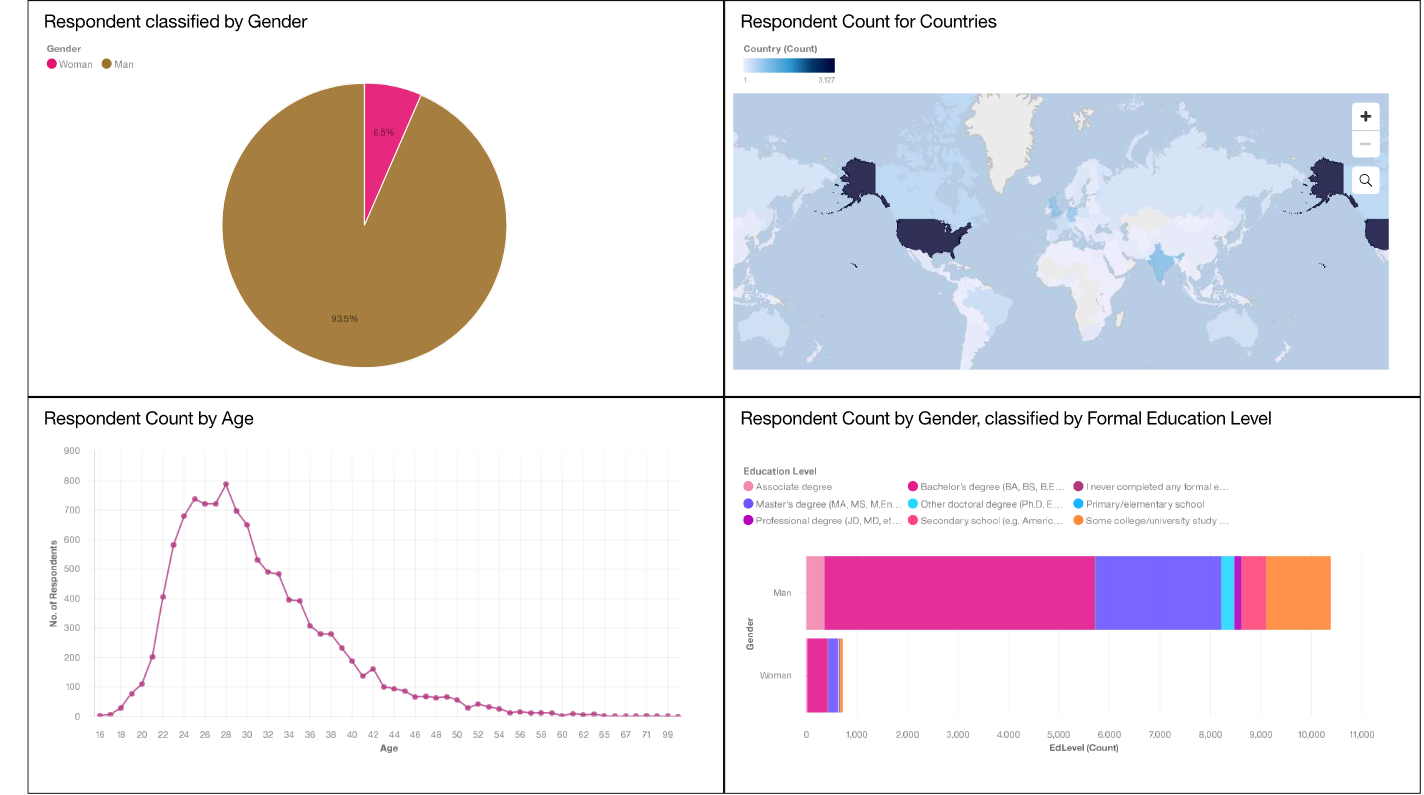 Respondent classified by Gender
Gender
Woman Man
6.5%
93.5%
Respondent Count for Countries
Country (Count)
1 3,127
Respondent Count by Age
900
800
700
600
500
400
300
200
100
0
No. of Respondents
16 18 20 22 24 26 28 30 32 34 36 38 40 42 44 46 48 50 52 54 56 58 60 62 65 67 71 99
Age
Respondent Count by Gender, classified by Formal Education Level
Education Level
Associate degree Bachelor's degree (BA, BS, B.E... I never completed any formal e...
Master's degree (MA, MS, M.En... Other doctoral degree (Ph.D, E... Primary/elementary school
Professional degree (JD, MD, et... Secondary school (e.g. Americ... Some college/university study ...
Man
Woman
Gender
0 1,000 2,000 3,000 4,000 5,000 6,000 7,000 8,000 9,000 10,000 11,000
EdLevel (Count)